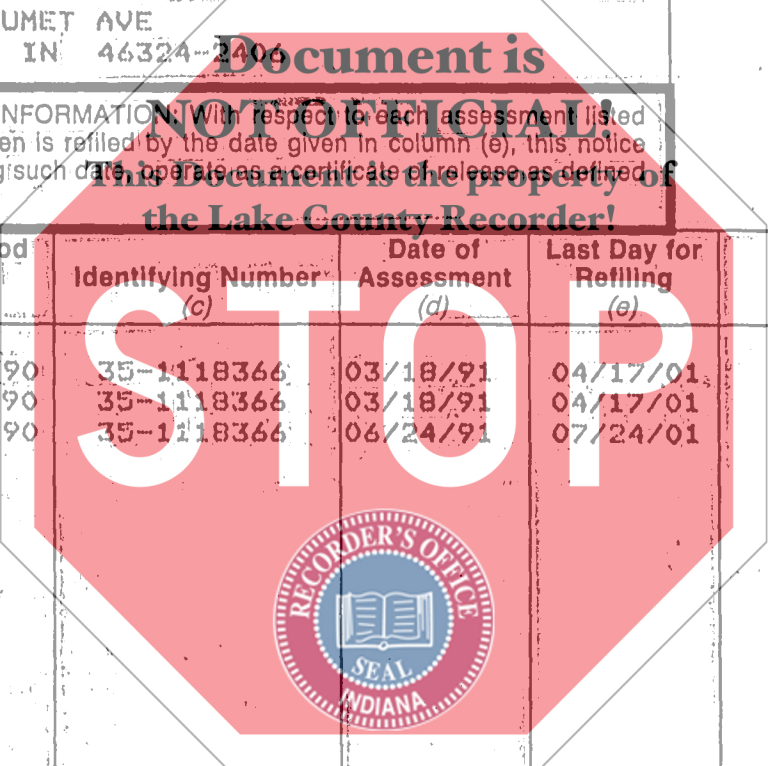 UMET AVE
IN 46324-2406
Document is
NOT OFFICIAL!
This Document is the property of
the Lake County Recorder!
NFORMATION: With respect to each assessment listed
en is refiled by the date given in column (e), this notice
g such date, operate as a certificate of release as defined
od
Identifying Number
(c)
Date of
Assessment
(d)
Last Day for
Refiling
(e)
90 35-1118366 03/18/91 04/17/01
90 35-1118366 03/18/91 04/17/01
90 35-1118366 06/24/91 07/24/01
STOP
RECORDER'S OFFICE
SEAL
INDIANA